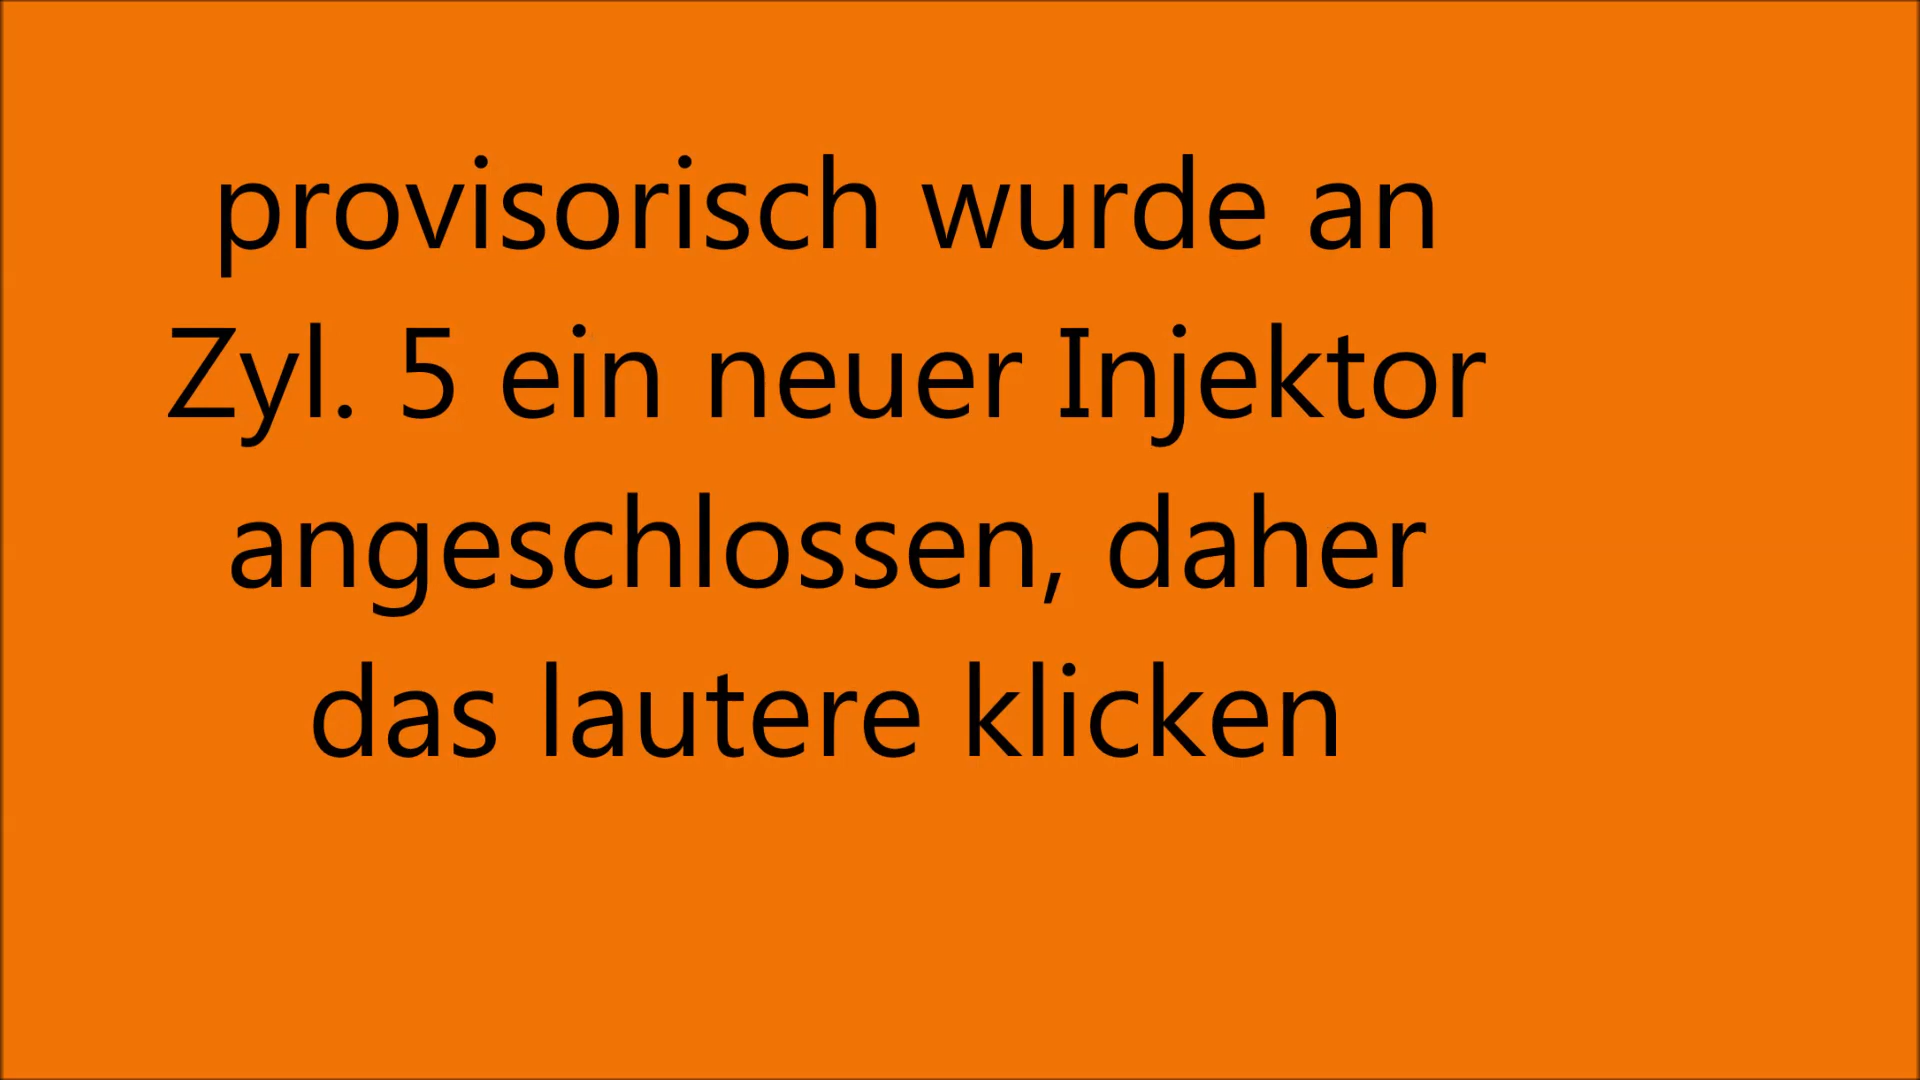 provisorisch wurde an
Zyl. 5 ein neuer Injektor
angeschlossen, daher
das lautere klicken